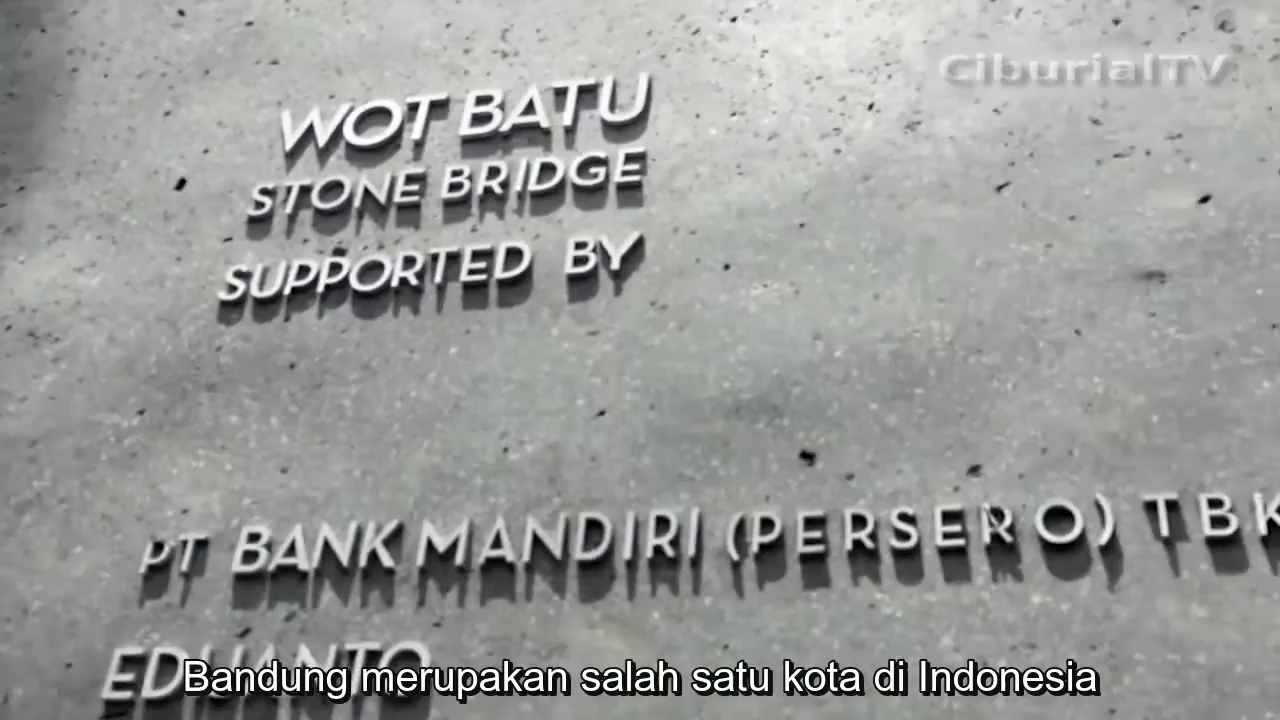 CiburialTV
WOT BATU
STONE BRIDGE
SUPPORTED BY
PT BANK MANDIRI (PERSERO) TBK
Bandung merupakan salah satu kota di Indonesia